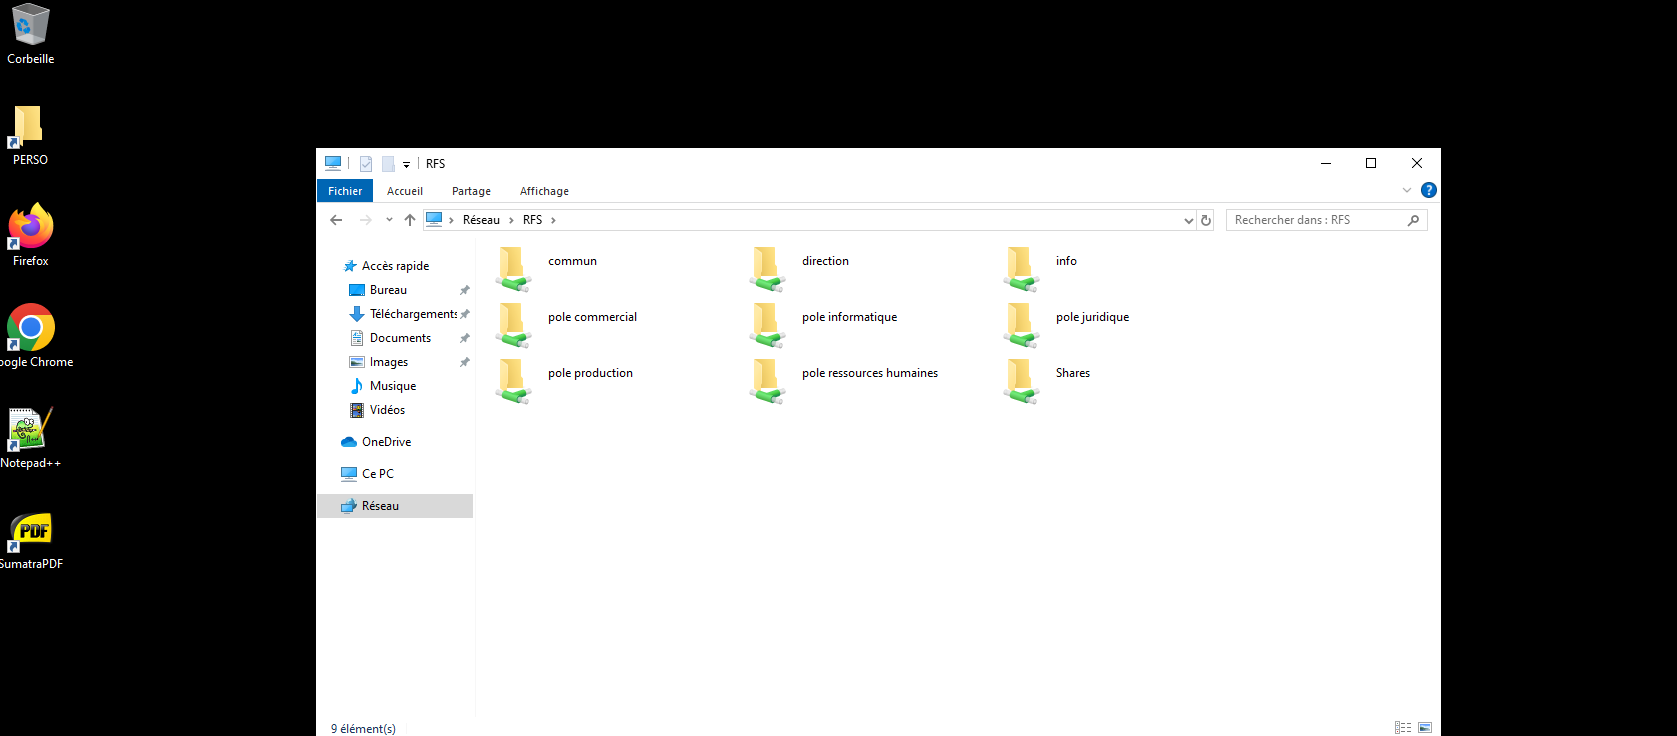 Corbeille
PERSO
Firefox
oogle Chrome
Notepad++
PDF
SumatraPDF
RFS
Fichier Accueil Partage Affichage
?
Réseau RFS
Rechercher dans : RFS
Accès rapide
Bureau
Téléchargements
Documents
Images
Musique
Vidéos
OneDrive
Ce PC
Réseau
commun direction info
pole commercial pole informatique pole juridique
pole production pole ressources humaines Shares
9 élément(s)